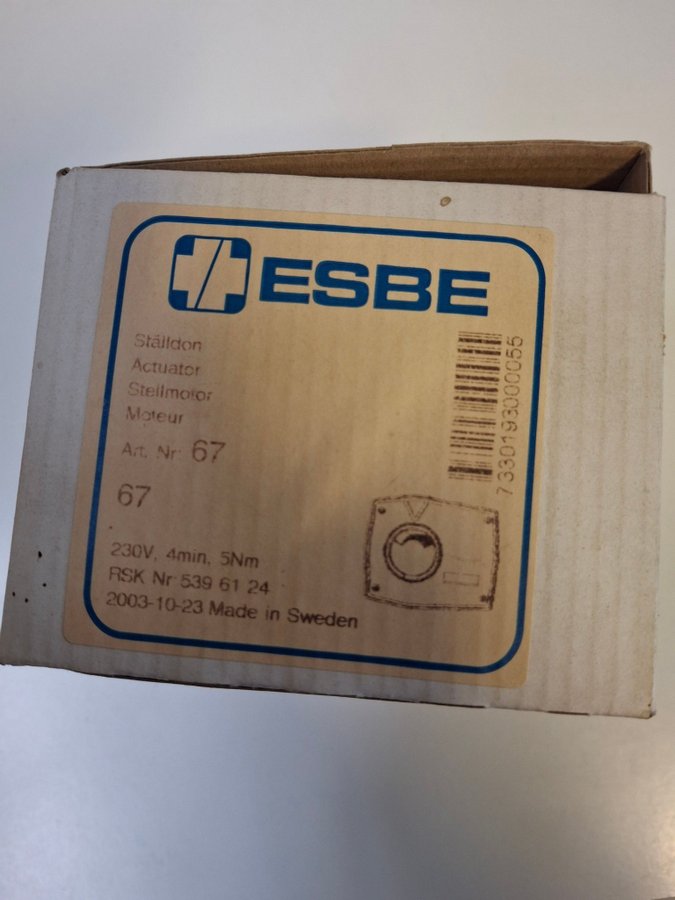 ESBE
Ställdon
Actuator
Stellmotor
Moteur
Art. Nr: 67
67
230V, 4min, 5Nm
RSK Nr 539 61 24
2003-10-23 Made in Sweden
7330193000055